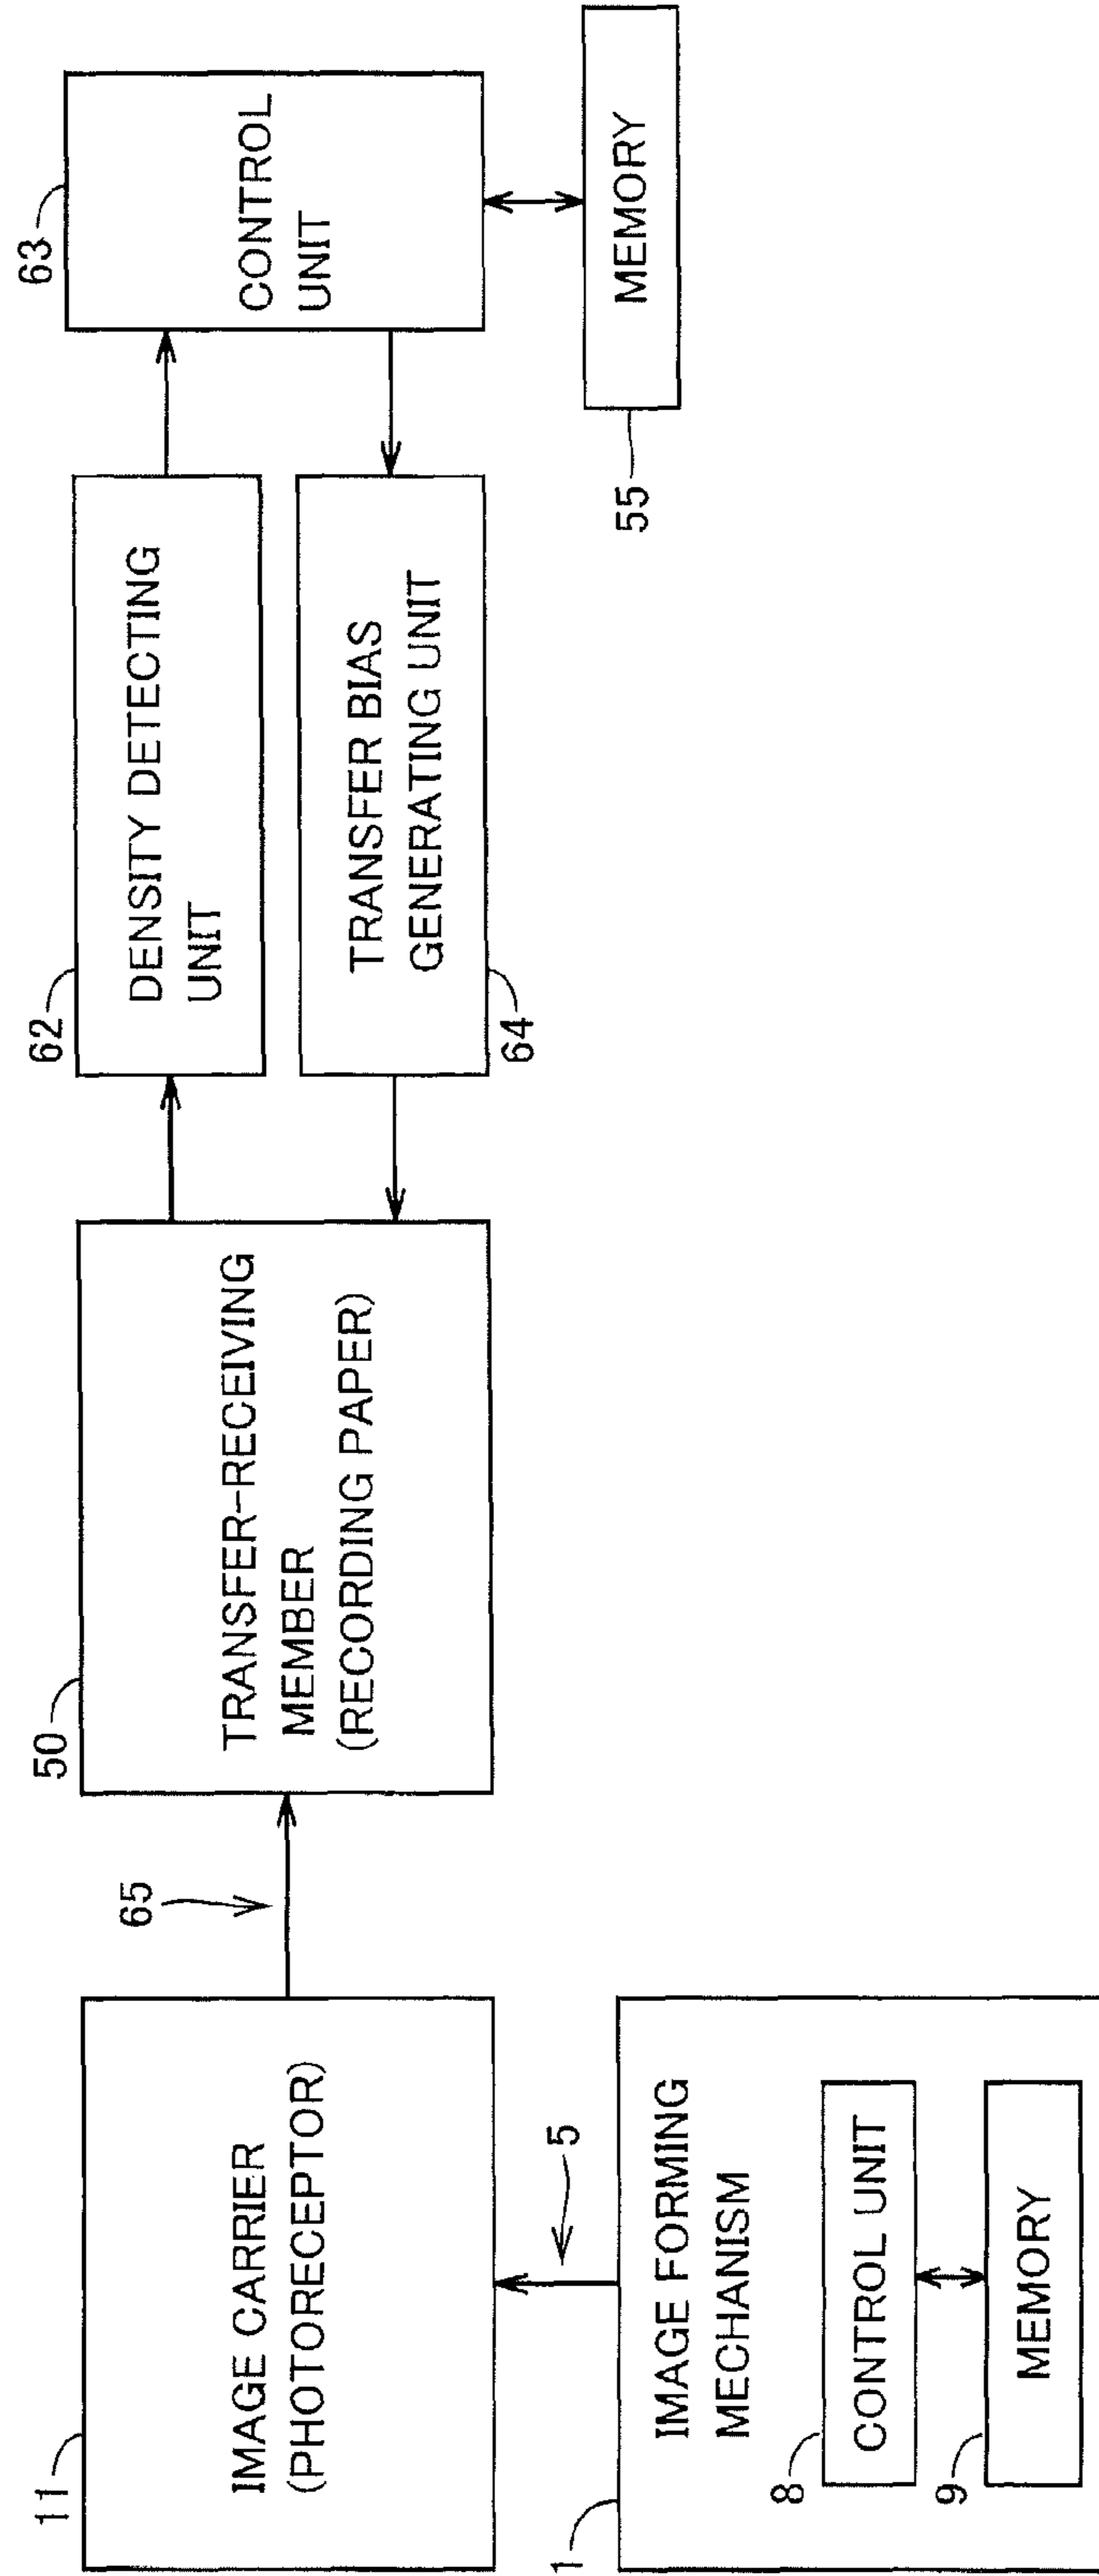 11
IMAGE CARRIER
(PHOTORECEPTOR)
65
50
TRANSFER-RECEIVING
MEMBER
(RECORDING PAPER)
62
DENSITY DETECTING
UNIT
63
CONTROL
UNIT
TRANSFER BIAS
GENERATING UNIT
64
MEMORY
55
5
1
IMAGE FORMING
MECHANISM
8
CONTROL UNIT
9
MEMORY